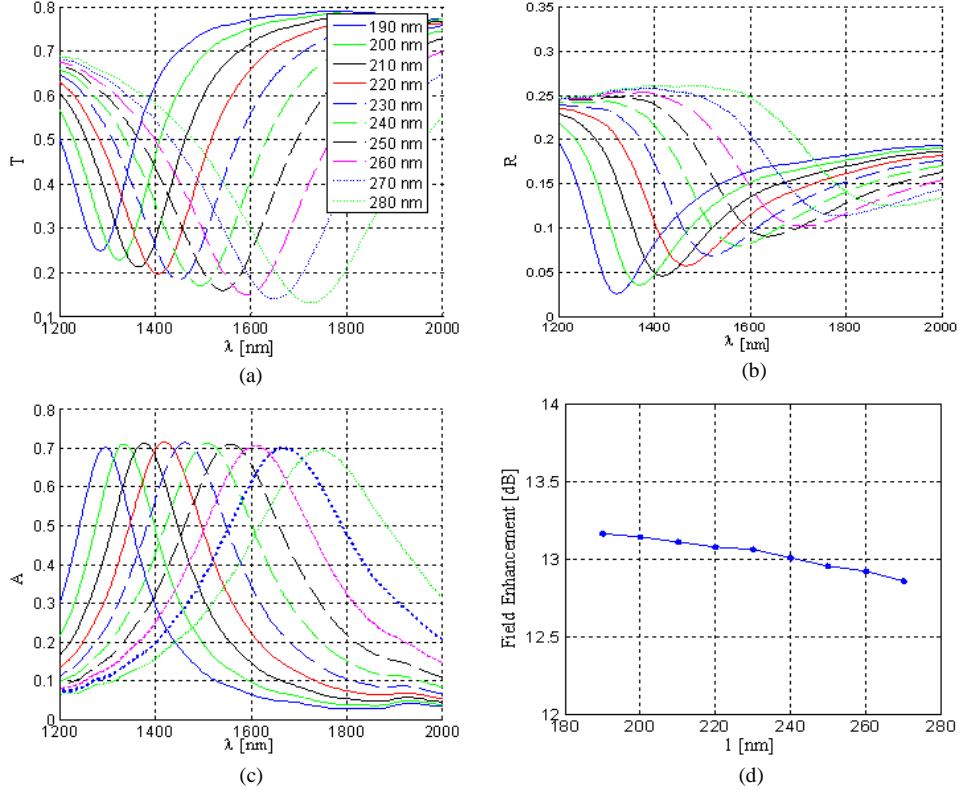 0.8
0.7
0.6
0.5
0.4
0.3
0.2
0.1
T
1200 1400 1600 1800 2000
λ [nm]
190 nm
200 nm
210 nm
220 nm
230 nm
240 nm
250 nm
260 nm
270 nm
280 nm
(a)
0.35
0.3
0.25
0.2
0.15
0.1
0.05
0
R
1200 1400 1600 1800 2000
λ [nm]
(b)
0.8
0.7
0.6
0.5
0.4
0.3
0.2
0.1
0
A
1200 1400 1600 1800 2000
λ [nm]
(c)
14
13.5
13
12.5
12
Field Enhancement [dB]
180 200 220 240 260 280
l [nm]
(d)